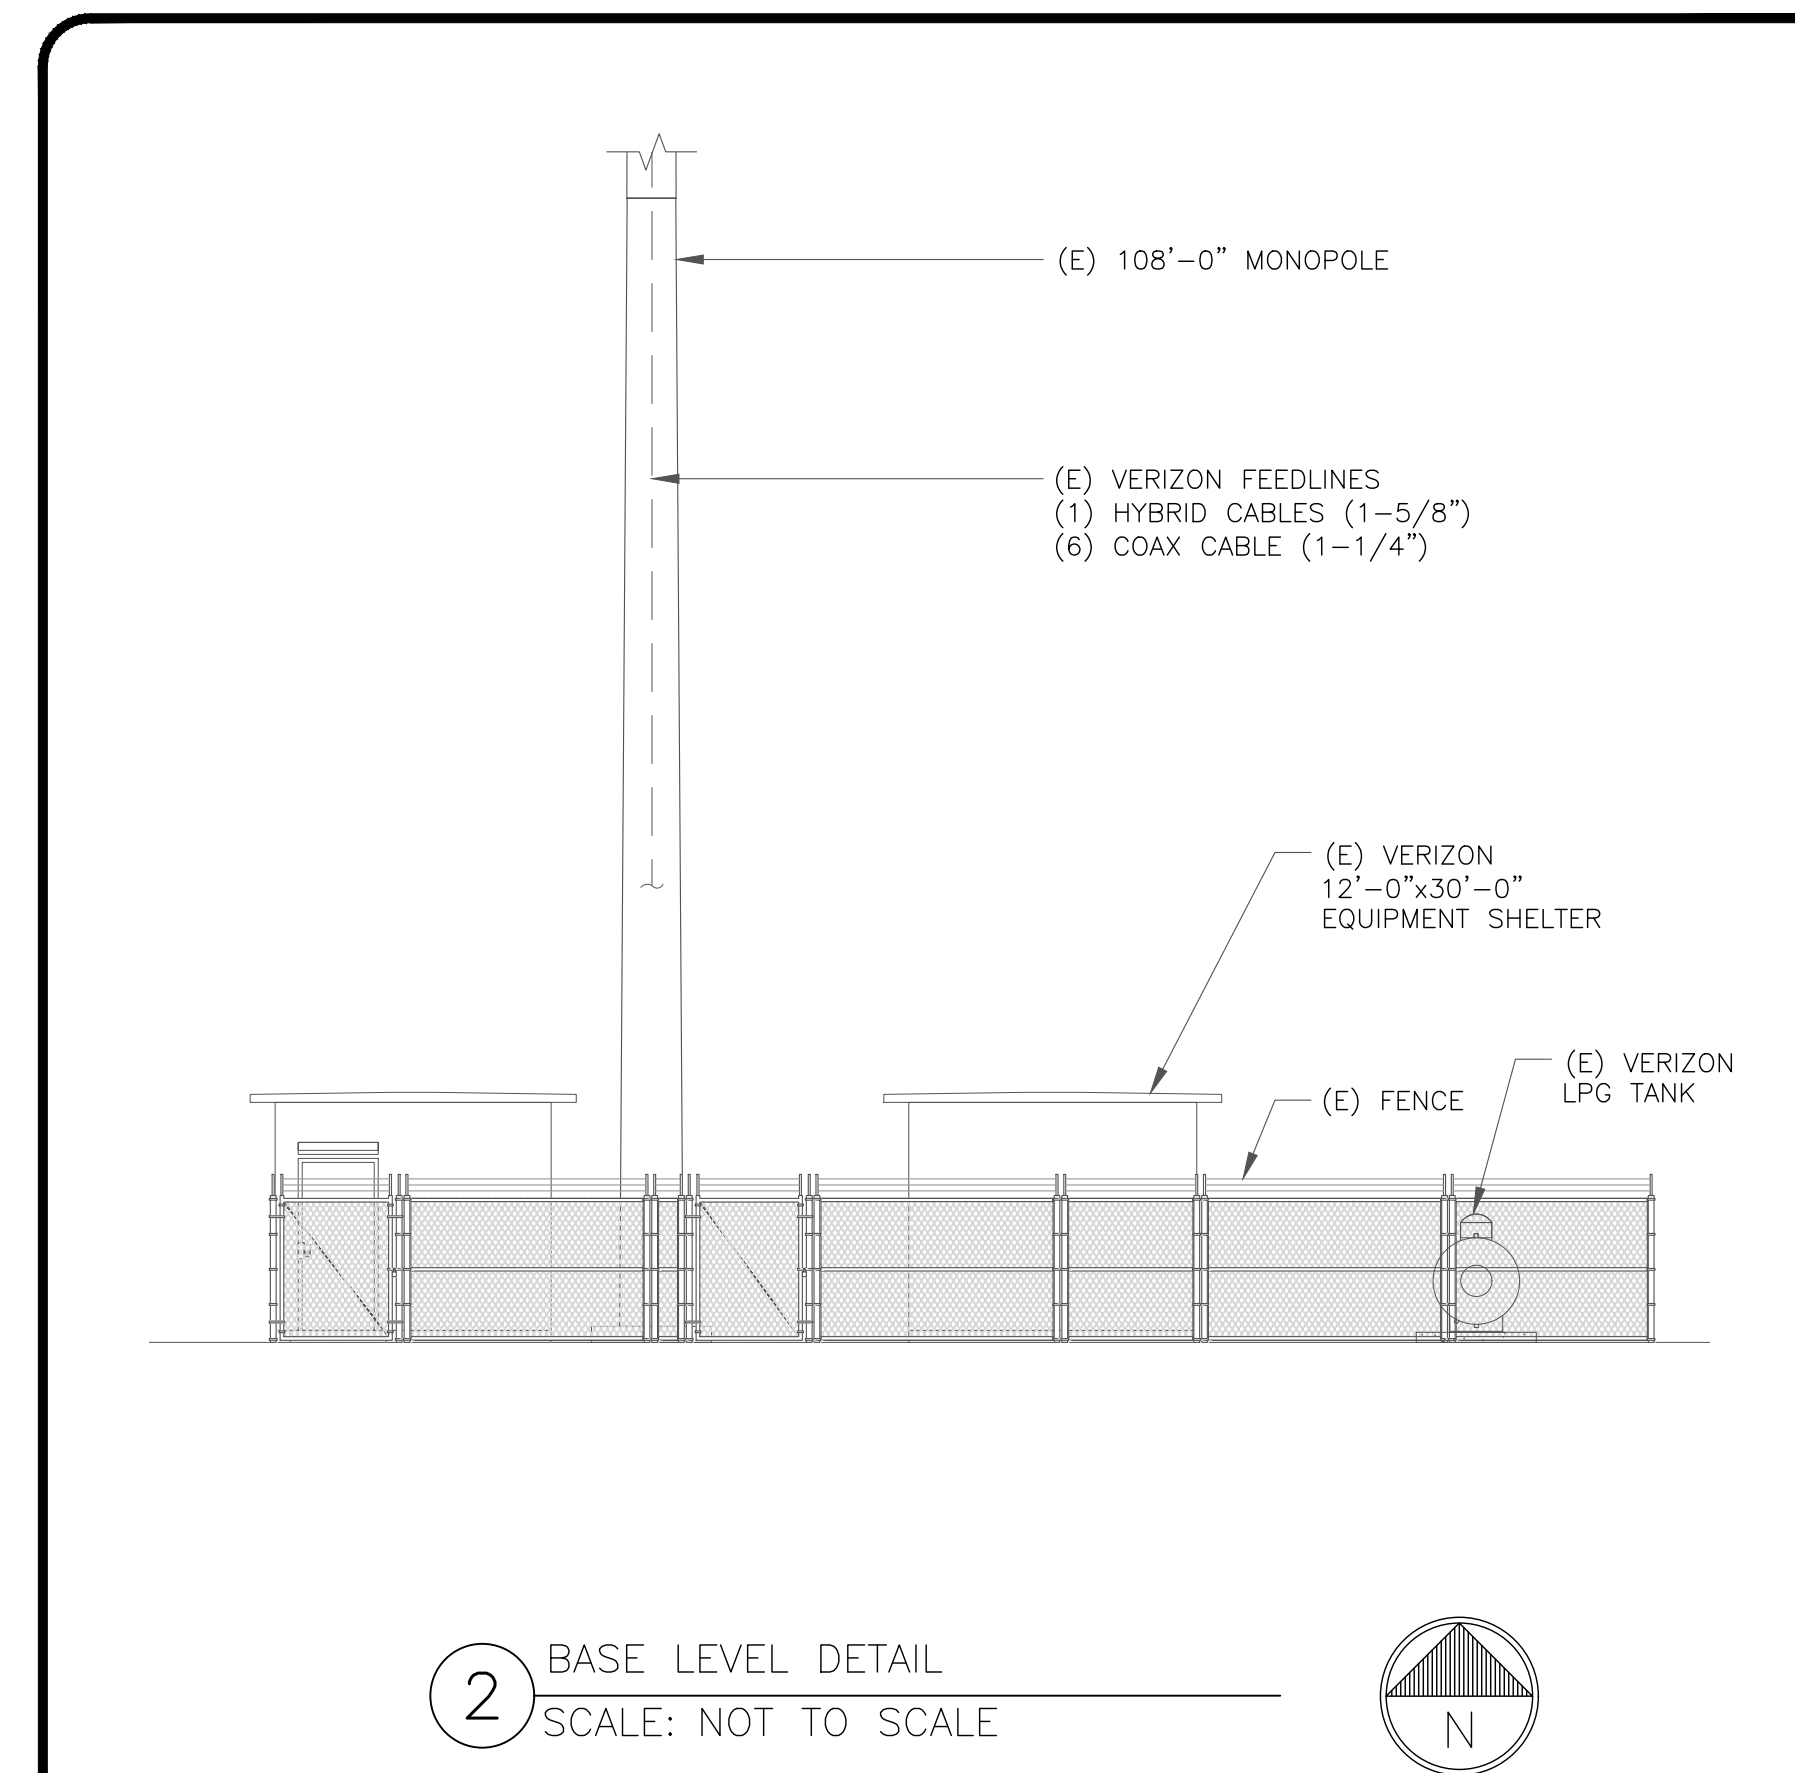 (E) 108'-0" MONOPOLE
(E) VERIZON FEEDLINES
(1) HYBRID CABLES (1-5/8")
(6) COAX CABLE (1-1/4")
(E) VERIZON
12'-0"x30'-0"
EQUIPMENT SHELTER
(E) VERIZON
LPG TANK
(E) FENCE
2
BASE LEVEL DETAIL
SCALE: NOT TO SCALE
N